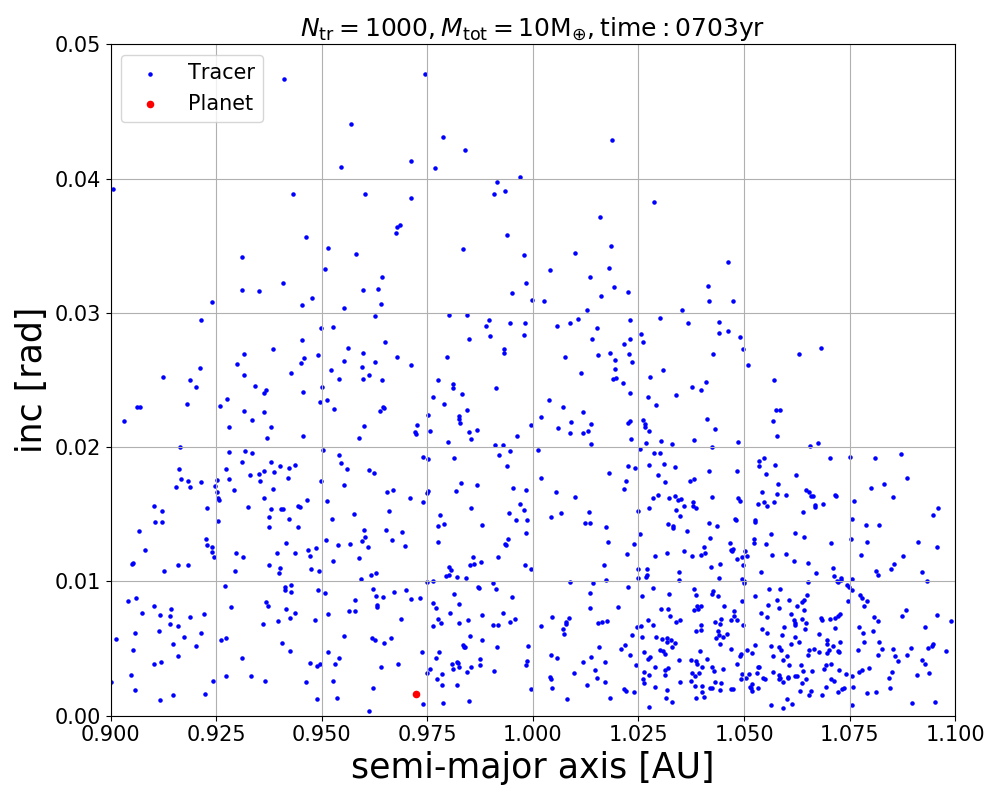 N_tr = 1000, M_tot = 10M_⊕, time : 0703yr
0.05
Tracer
Planet
0.04
0.03
0.02
0.01
0.00
inc [rad]
0.900 0.925 0.950 0.975 1.000 1.025 1.050 1.075 1.100
semi-major axis [AU]